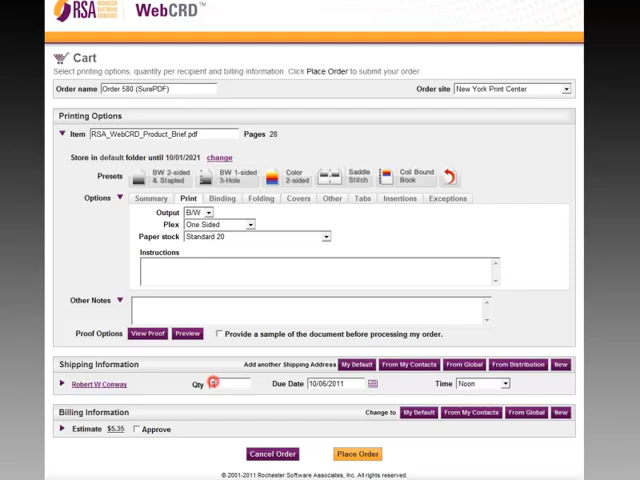 RSA ROCHESTER SOFTWARE ASSOCIATES WebCRD™
Cart
Select printing options, quantity per recipient and billing information. Click Place Order to submit your order.
Order name Order 580 (SurePDF) Order site New York Print Center
Printing Options
Item RSA_WebCRD_Product_Brief.pdf Pages 28
Store in default folder until 10/01/2021 change
Presets BW 2-sided & Stapled BW 1-sided 3-Hole Color 2-sided Saddle Stitch Coil Bound Book
Options Summary Print Binding Folding Covers Other Tabs Insertions Exceptions
Output B/W
Plex One Sided
Paper stock Standard 20
Instructions
Other Notes
Proof Options View Proof Preview Provide a sample of the document before processing my order.
Shipping Information Add another Shipping Address My Default From My Contacts From Global From Distribution New
Robert W Conway Qty Due Date 10/06/2011 Time Noon
Billing Information Change to My Default From My Contacts From Global New
Estimate $5.35 Approve
Cancel Order Place Order
© 2001-2011 Rochester Software Associates, Inc. All rights reserved.